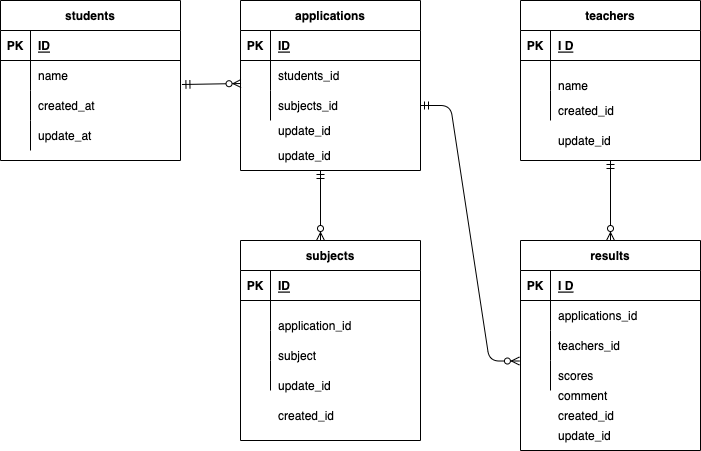 students
PK ID
name
created_at
update_at
applications
PK ID
students_id
subjects_id
update_id
update_id
teachers
PK I D
name
created_id
update_id
subjects
PK ID
application_id
subject
update_id
created_id
results
PK I D
applications_id
teachers_id
scores
comment
created_id
update_id